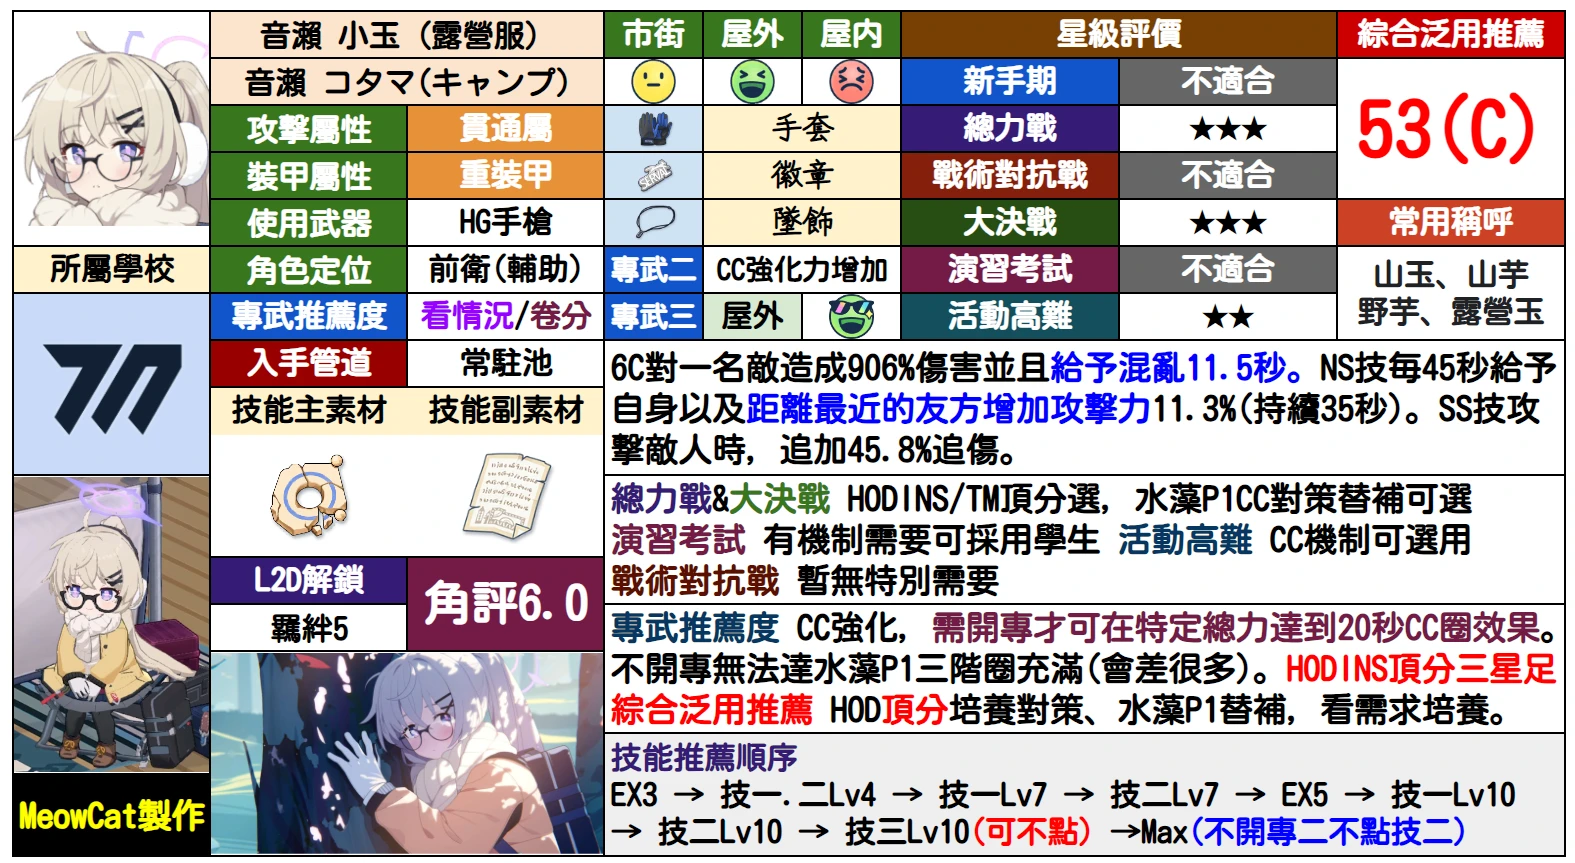 音瀨 小玉 (露營服)
音瀨 コタマ(キャンプ)
攻擊屬性 貫通屬
裝甲屬性 重裝甲
使用武器 HG手槍
所屬學校
角色定位 前衛(輔助)
專武推薦度 看情況/卷分
入手管道 常駐池
技能主素材 技能副素材
L2D解鎖
羈絆5
角評6.0
MeowCat製作
市街 屋外 屋內
手套
SERVAL
徽章
墜飾
專武二 CC強化力增加
專武三 屋外
星級評價
新手期 不適合
總力戰 ★★★
戰術對抗戰 不適合
大決戰 ★★★
演習考試 不適合
活動高難 ★★
綜合泛用推薦
53(C)
常用稱呼
山玉、山芋
野芋、露營玉
6C對一名敵造成906%傷害並且給予混亂11.5秒。NS技每45秒給予
自身以及距離最近的友方增加攻擊力11.3%(持續35秒)。SS技攻
擊敵人時, 追加45.8%追傷。
總力戰&大決戰 HODINS/TM頂分選, 水藻P1CC對策替補可選
演習考試 有機制需要可採用學生 活動高難 CC機制可選用
戰術對抗戰 暫無特別需要
專武推薦度 CC強化, 需開專才可在特定總力達到20秒CC圈效果。
不開專無法達水藻P1三階圈充滿(會差很多)。HODINS頂分三星足
綜合泛用推薦 HOD頂分培養對策、水藻P1替補, 看需求培養。
技能推薦順序
EX3 → 技一.二Lv4 → 技一Lv7 → 技二Lv7 → EX5 → 技一Lv10
→ 技二Lv10 → 技三Lv10(可不點) →Max(不開專二不點技二)